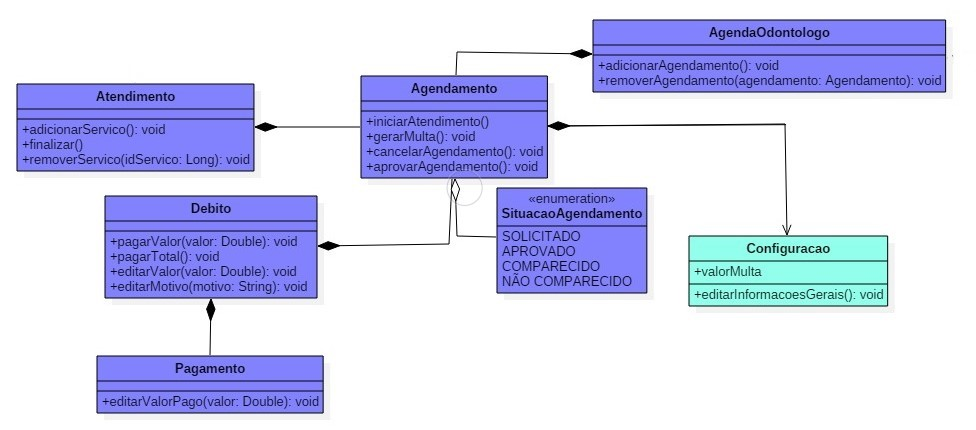 AgendaOdontologo
+adicionarAgendamento(): void
+removerAgendamento(agendamento: Agendamento): void
Atendimento
+adicionarServico(): void
+finalizar()
+removerServico(idServico: Long): void
Agendamento
+iniciarAtendimento()
+gerarMulta(): void
+cancelarAgendamento(): void
+aprovarAgendamento(): void
Debito
+pagarValor(valor: Double): void
+pagarTotal(): void
+editarValor(valor: Double): void
+editarMotivo(motivo: String): void
«enumeration»
SituacaoAgendamento
SOLICITADO
APROVADO
COMPARECIDO
NÃO COMPARECIDO
Configuracao
+valorMulta
+editarInformacoesGerais(): void
Pagamento
+editarValorPago(valor: Double): void